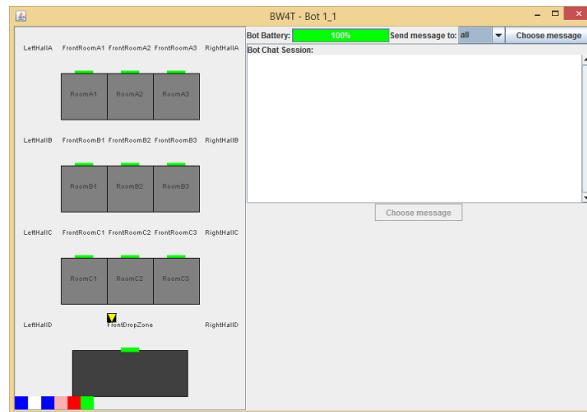 BW4T - Bot 1_1
Bot Battery: 100% Send message to: all Choose message
Bot Chat Session:
LeftHallA FrontRoomA1 FrontRoomA2 FrontRoomA3 RightHallA
RoomA1 RoomA2 RoomA3
LeftHallB FrontRoomB1 FrontRoomB2 FrontRoomB3 RightHallB
RoomB1 RoomB2 RoomB3
Choose message
LeftHallC FrontRoomC1 FrontRoomC2 FrontRoomC3 RightHallC
RoomC1 RoomC2 RoomC3
LeftHallD FrontDropZone RightHallD